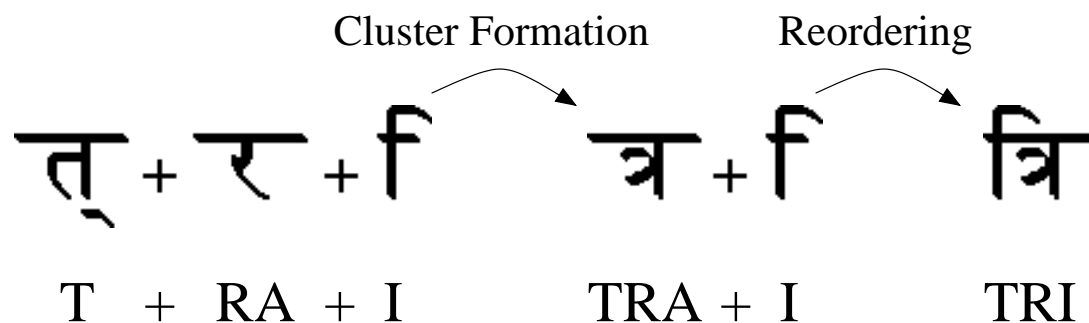 Cluster Formation Reordering
त् + र + ि त्र + ि त्रि
T + RA + I TRA + I TRI